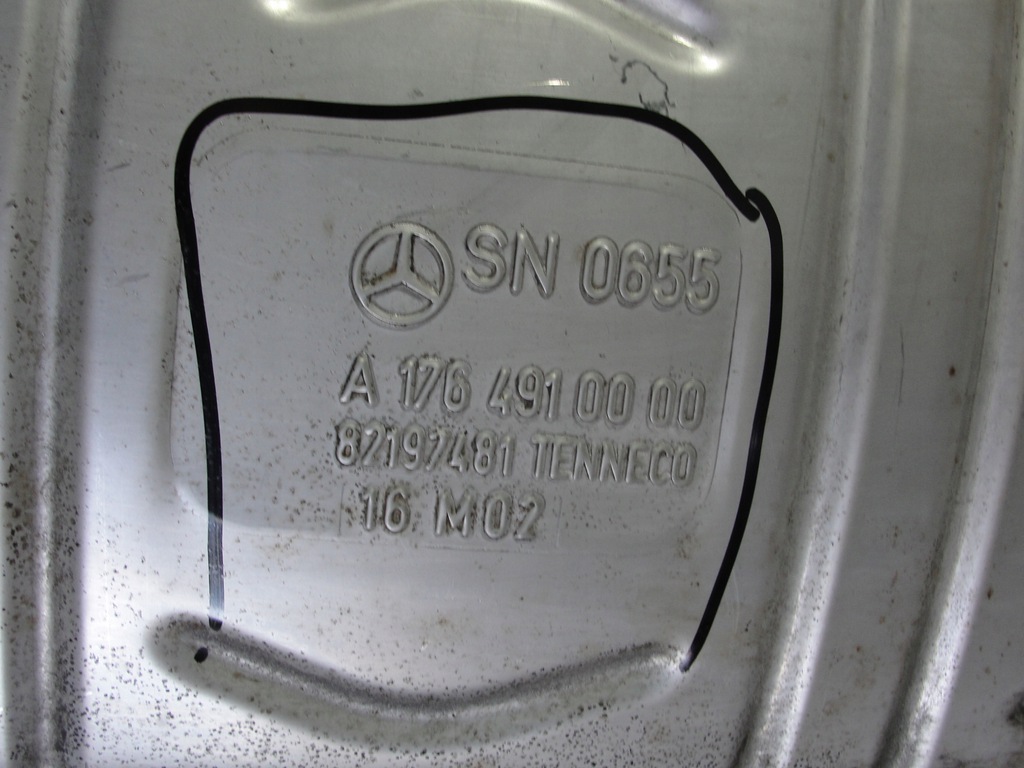 SN 0655
A 176 491 00 00
82197481 TENNECO
16 M02